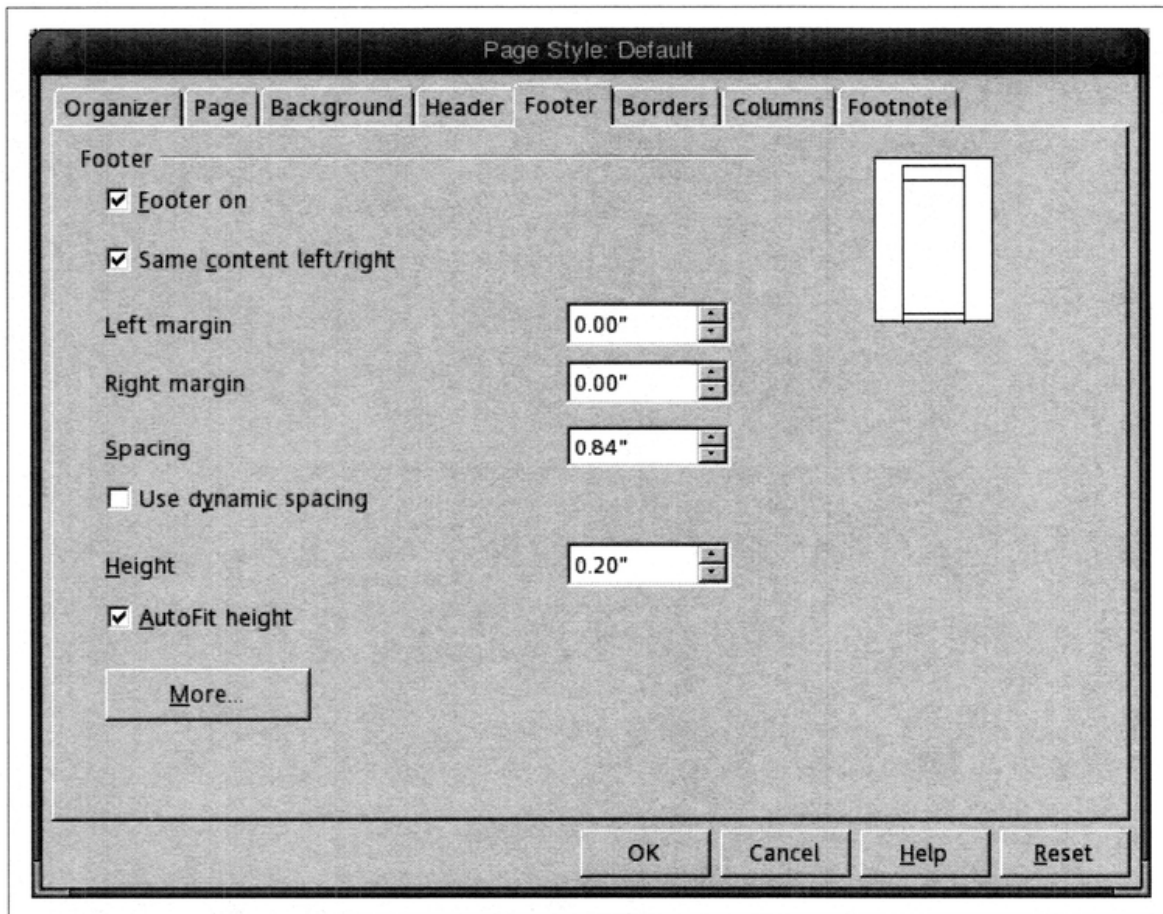 Page Style: Default
Organizer Page Background Header Footer Borders Columns Footnote
Footer
Footer on
Same content left/right
Left margin 0.00"
Right margin 0.00"
Spacing 0.84"
Use dynamic spacing
Height 0.20"
AutoFit height
More...
OK Cancel Help Reset